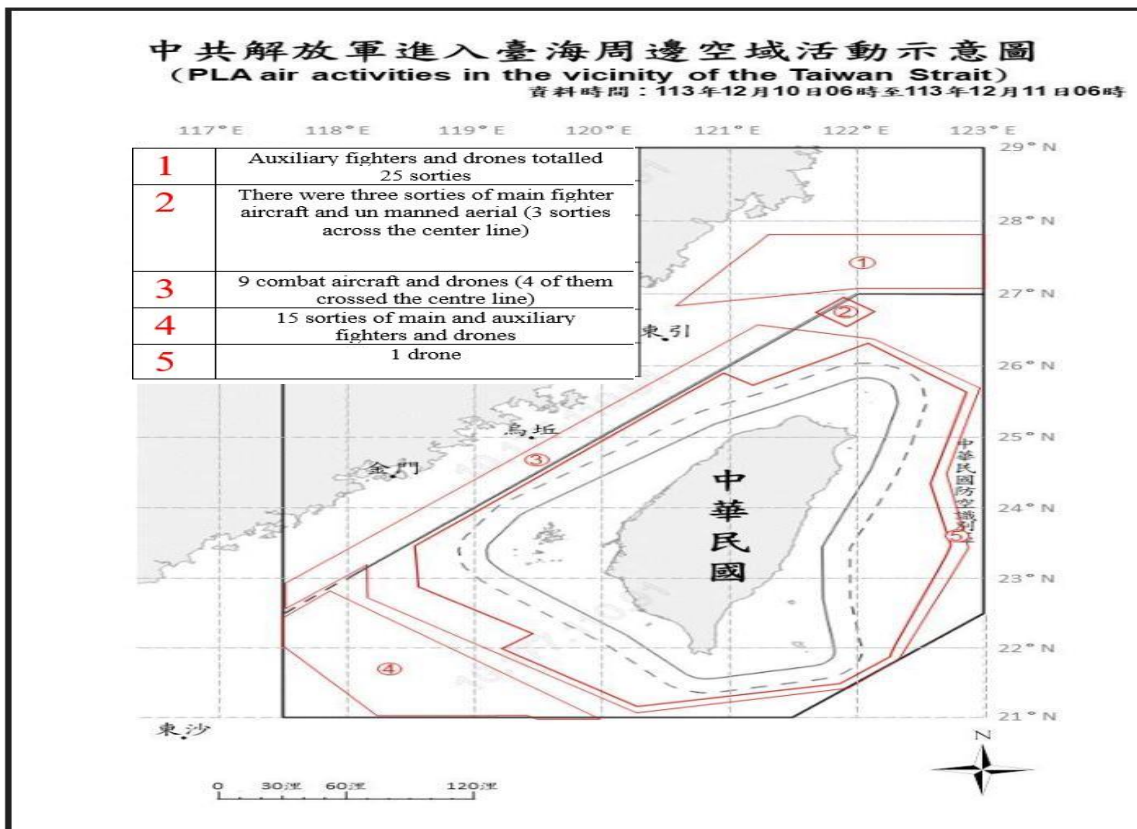 中共解放軍進入臺海周邊空域活動示意圖
(PLA air activities in the vicinity of the Taiwan Strait)
資料時間：113年12月10日06時至113年12月11日06時
117°E 118°E 119°E 120°E 121°E 122°E 123°E
1 Auxiliary fighters and drones totalled
25 sorties
2 There were three sorties of main fighter
aircraft and un manned aerial (3 sorties
across the center line)
3 9 combat aircraft and drones (4 of them
crossed the centre line)
4 15 sorties of main and auxiliary
fighters and drones
5 1 drone
29°N
28°N
①
27°N
②
東引
26°N
烏坵
25°N
③
金門
中華民國
中華民國防空識別區
24°N
⑤
23°N
④
22°N
21°N
東沙
N
0 30浬 60浬 120浬